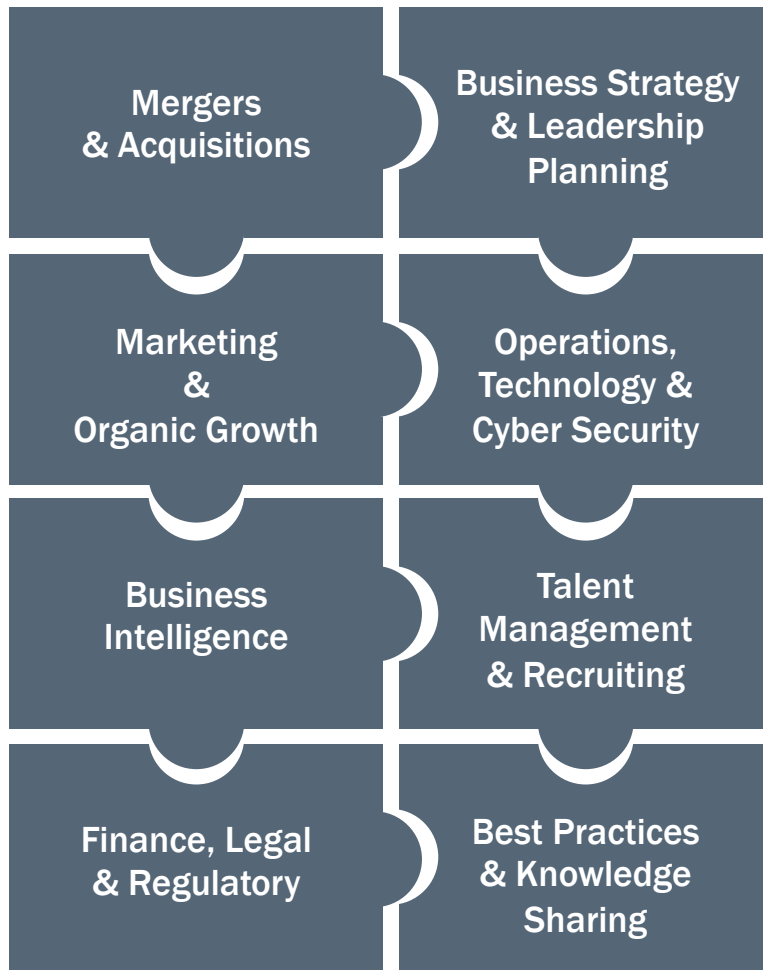 Mergers
& Acquisitions
Business Strategy
& Leadership
Planning
Marketing
&
Organic Growth
Operations,
Technology &
Cyber Security
Business
Intelligence
Talent
Management
& Recruiting
Finance, Legal
& Regulatory
Best Practices
& Knowledge
Sharing